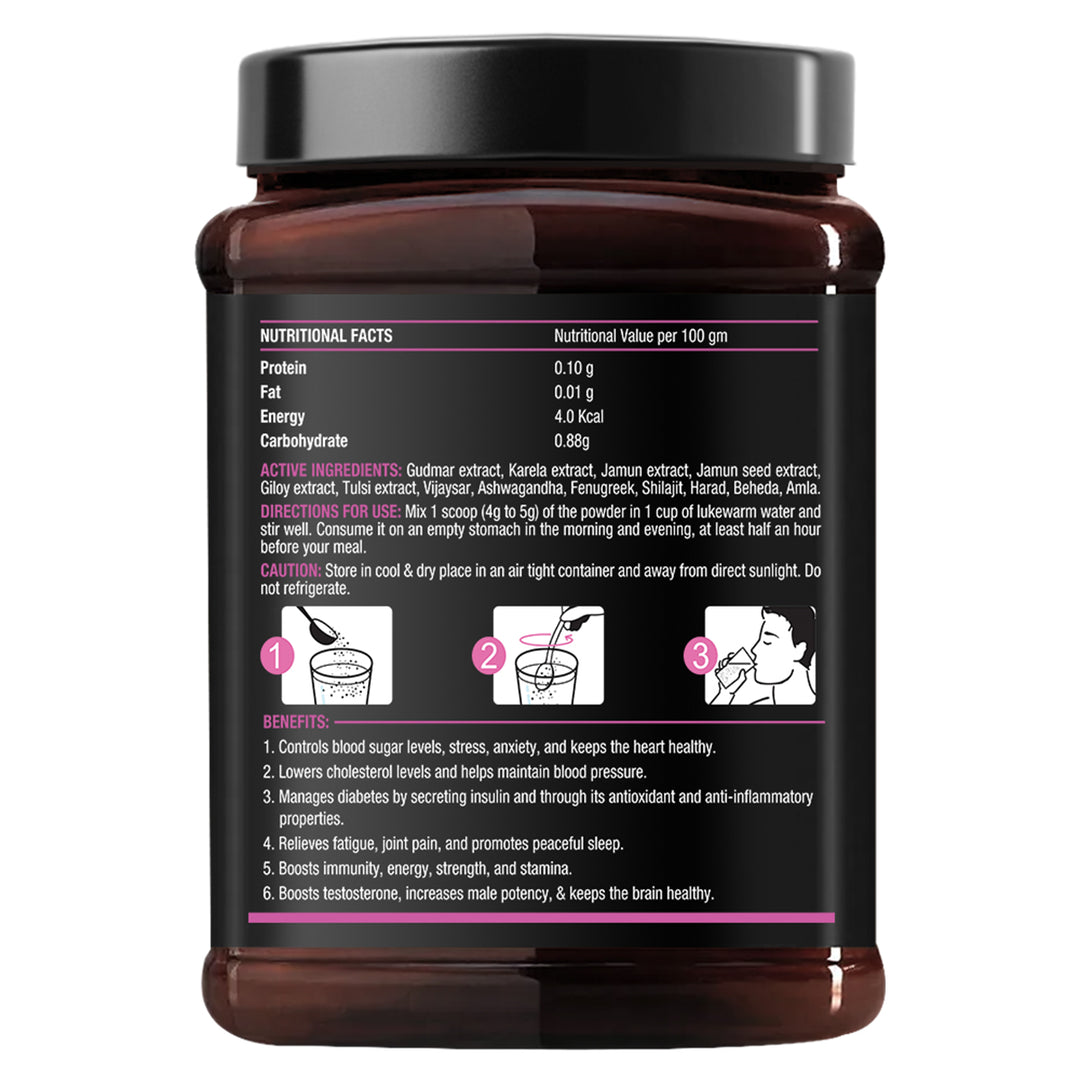 NUTRITIONAL FACTS Nutritional Value per 100 gm
Protein 0.10 g
Fat 0.01 g
Energy 4.0 Kcal
Carbohydrate 0.88g
ACTIVE INGREDIENTS: Gudmar extract, Karela extract, Jamun extract, Jamun seed extract,
Giloy extract, Tulsi extract, Vijaysar, Ashwagandha, Fenugreek, Shilajit, Harad, Beheda, Amla.
DIRECTIONS FOR USE: Mix 1 scoop (4g to 5g) of the powder in 1 cup of lukewarm water and
stir well. Consume it on an empty stomach in the morning and evening, at least half an hour
before your meal.
CAUTION: Store in cool & dry place in an air tight container and away from direct sunlight. Do
not refrigerate.
1 2 3
BENEFITS:
1. Controls blood sugar levels, stress, anxiety, and keeps the heart healthy.
2. Lowers cholesterol levels and helps maintain blood pressure.
3. Manages diabetes by secreting insulin and through its antioxidant and anti-inflammatory
properties.
4. Relieves fatigue, joint pain, and promotes peaceful sleep.
5. Boosts immunity, energy, strength, and stamina.
6. Boosts testosterone, increases male potency, & keeps the brain healthy.